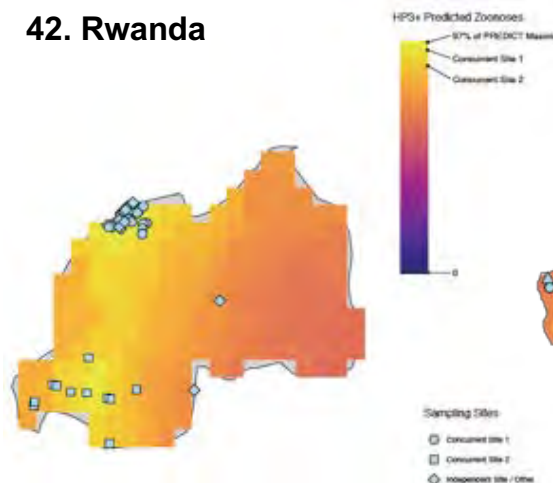 42. Rwanda
HP3+ Predicted Zoonoses
97% of PREDICT Maxim
Concurrent Site 1
Concurrent Site 2
0
Sampling Sites
Concurrent Site 1
Concurrent Site 2
Independent Site / Other